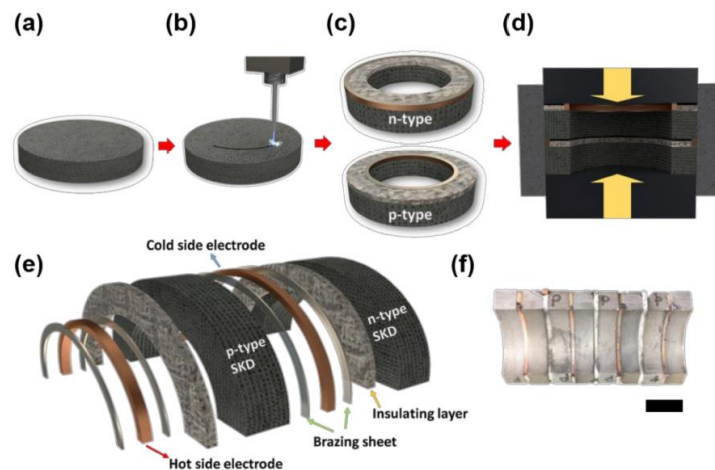 (a)
(b)
(c)
(d)
n-type
p-type
(e)
Cold side electrode
p-type
SKD
n-type
SKD
Insulating layer
Brazing sheet
Hot side electrode
(f)